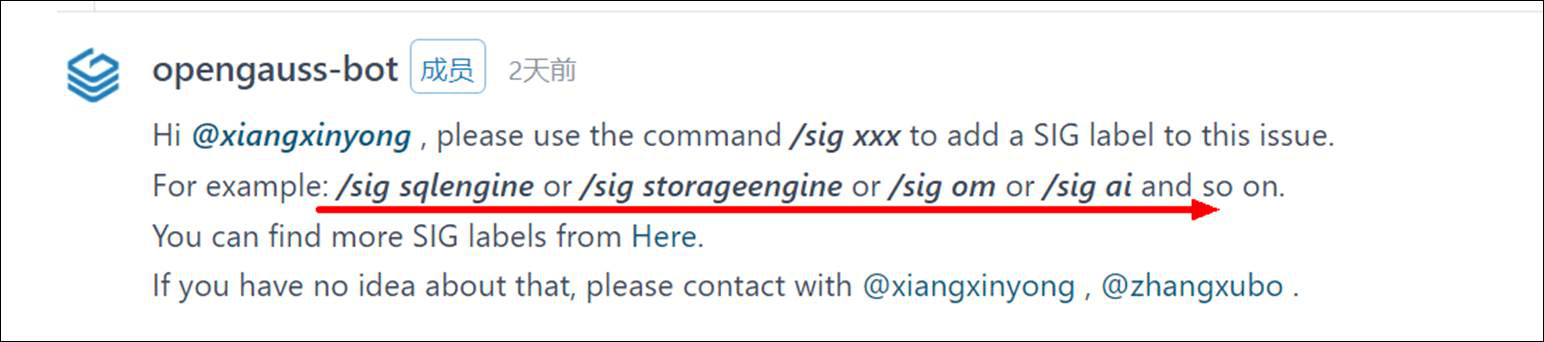 opengauss-bot 成员 2天前
Hi @xiangxinyong , please use the command /sig xxx to add a SIG label to this issue.
For example: /sig sqlengine or /sig storageengine or /sig om or /sig ai and so on.
You can find more SIG labels from Here.
If you have no idea about that, please contact with @xiangxinyong , @zhangxubo .